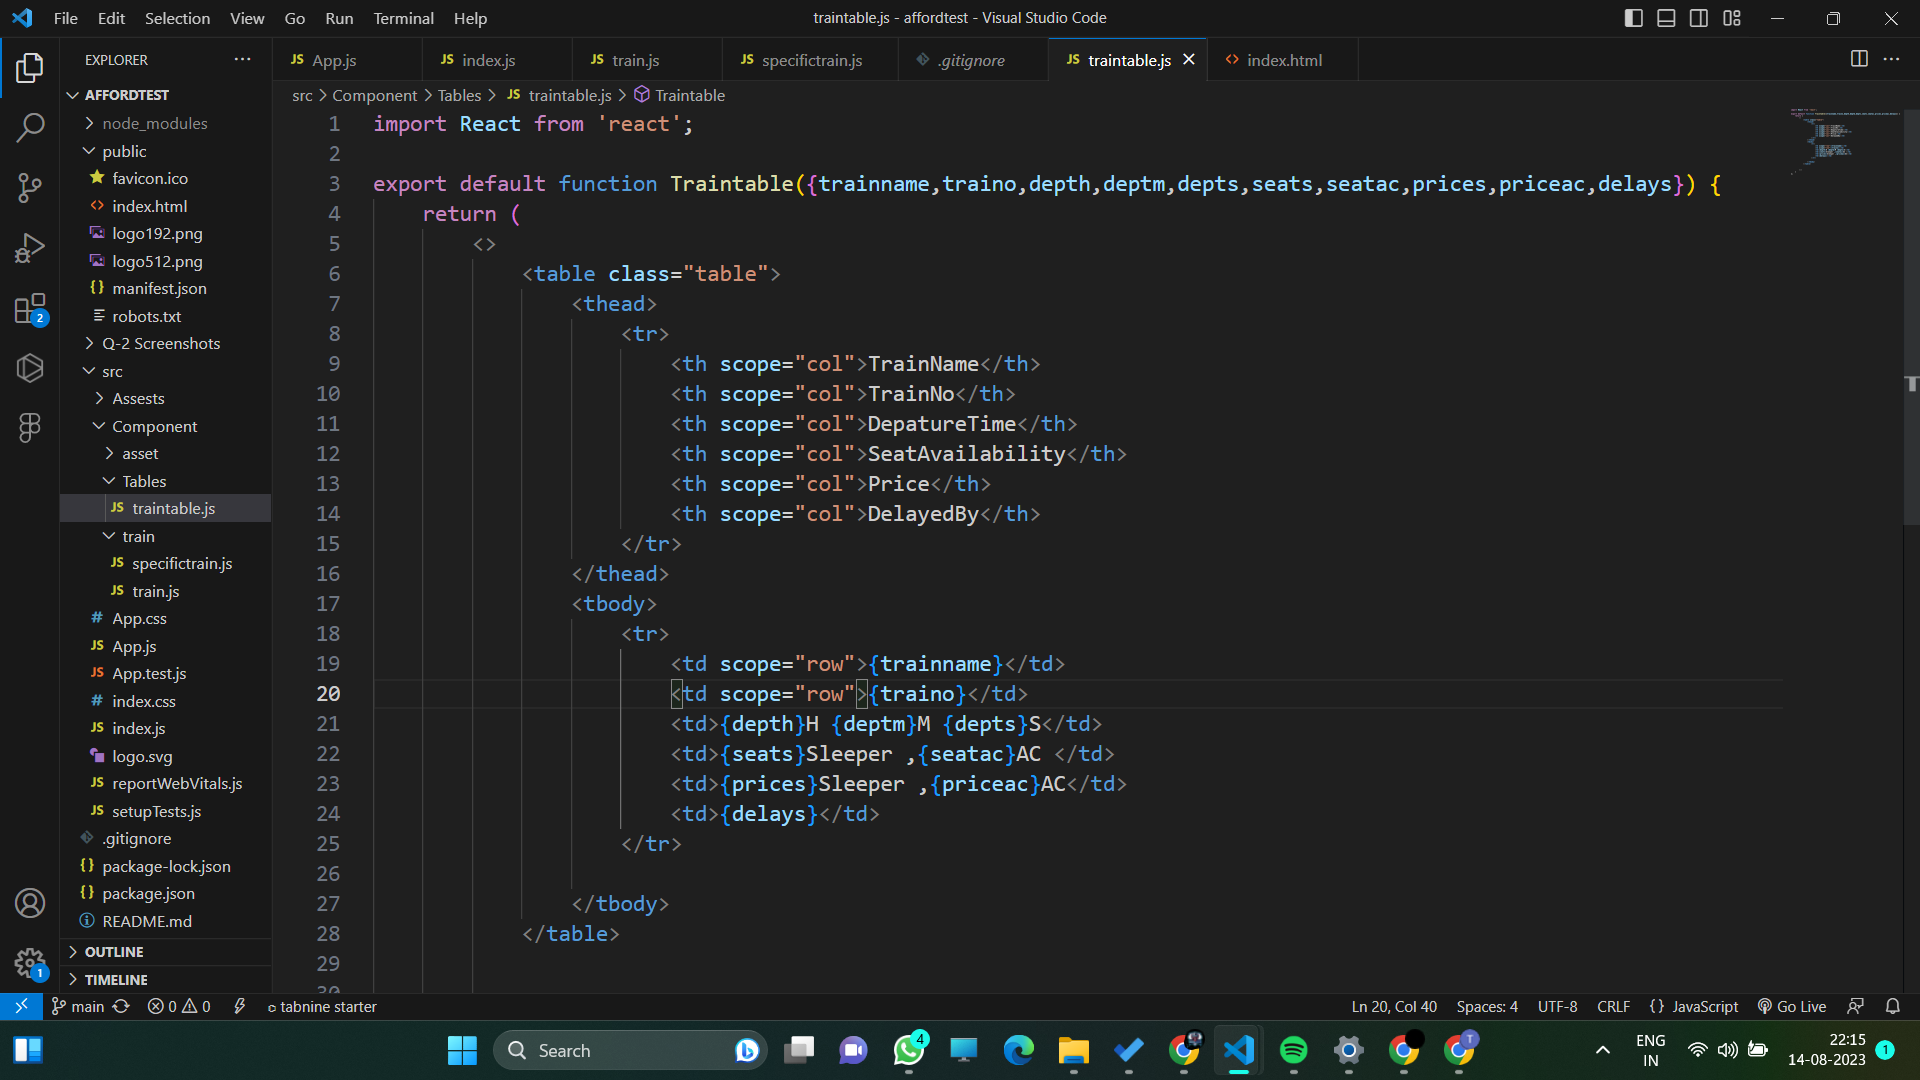 File Edit Selection View Go Run Terminal Help
traintable.js - affordtest - Visual Studio Code
EXPLORER
AFFORDTEST
node_modules
public
favicon.ico
index.html
logo192.png
logo512.png
manifest.json
robots.txt
Q-2 Screenshots
src
Assests
Component
asset
Tables
JS traintable.js
train
JS specifictrain.js
JS train.js
# App.css
JS App.js
JS App.test.js
# index.css
JS index.js
logo.svg
JS reportWebVitals.js
JS setupTests.js
.gitignore
{} package-lock.json
{} package.json
README.md
OUTLINE
TIMELINE
2
1
JS App.js JS index.js JS train.js JS specifictrain.js .gitignore JS traintable.js <> index.html
src > Component > Tables > JS traintable.js > Traintable
1 import React from 'react';
2
3 export default function Traintable({trainname,traino,depth,deptm,depts,seats,seatac,prices,priceac,delays}) {
4 return (
5 <>
6 <table class="table">
7 <thead>
8 <tr>
9 <th scope="col">TrainName</th>
10 <th scope="col">TrainNo</th>
11 <th scope="col">DepatureTime</th>
12 <th scope="col">SeatAvailability</th>
13 <th scope="col">Price</th>
14 <th scope="col">DelayedBy</th>
15 </tr>
16 </thead>
17 <tbody>
18 <tr>
19 <td scope="row">{trainname}</td>
20 <td scope="row">{traino}</td>
21 <td>{depth}H {deptm}M {depts}S</td>
22 <td>{seats}Sleeper ,{seatac}AC </td>
23 <td>{prices}Sleeper ,{priceac}AC</td>
24 <td>{delays}</td>
25 </tr>
26
27 </tbody>
28 </table>
29
30
main 0 0 tabnine starter
Ln 20, Col 40 Spaces: 4 UTF-8 CRLF {} JavaScript Go Live
Search
4
T
ENG
IN
22:15
14-08-2023
1